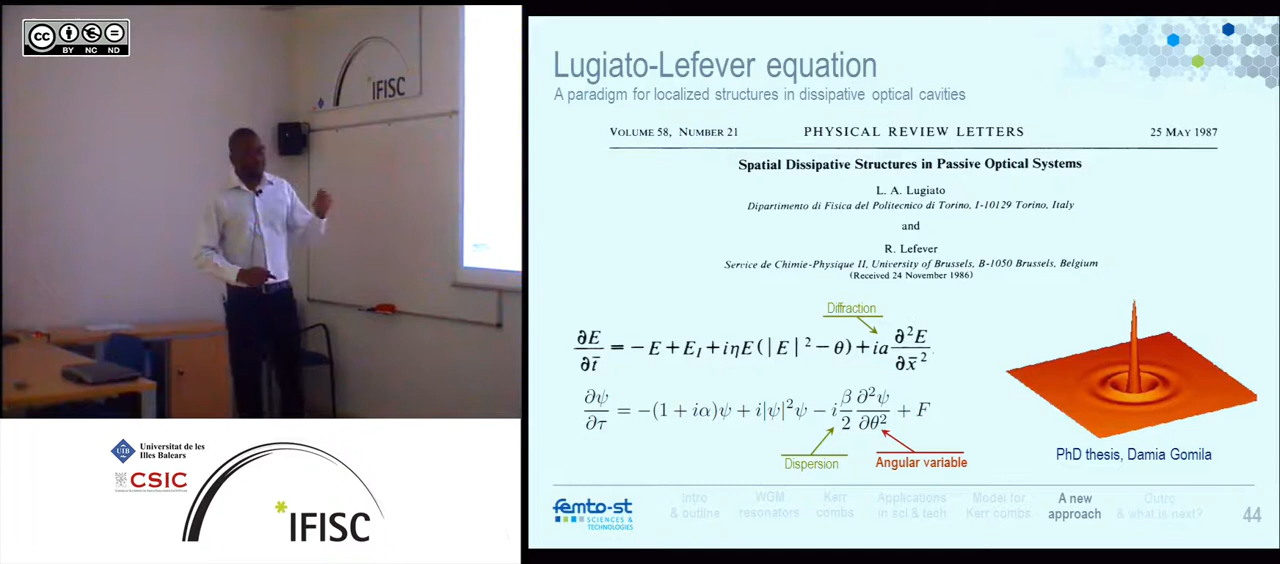 cc
BY NC ND
IFISC
Universitat de les
Illes Balears
UIB
CSIC
*IFISC
Lugiato-Lefever equation
A paradigm for localized structures in dissipative optical cavities
VOLUME 58, NUMBER 21 PHYSICAL REVIEW LETTERS 25 MAY 1987
Spatial Dissipative Structures in Passive Optical Systems
L. A. Lugiato
Dipartimento di Fisica del Politecnico di Torino, I-10129 Torino, Italy
and
R. Lefever
Service de Chimie-Physique II, University of Brussels, B-1050 Brussels, Belgium
(Received 24 November 1986)
Diffraction
∂E/∂t̄ = −E + E_I + iηE(|E|² − θ) + ia ∂²E/∂x̄²
∂ψ/∂τ = −(1 + iα)ψ + i|ψ|²ψ − i β/2 ∂²ψ/∂θ² + F
Dispersion
Angular variable
PhD thesis, Damia Gomila
femto-st
SCIENCES &
TECHNOLOGIES
Intro
& outline
WGM
resonators
Kerr
combs
Applications
in sci & tech
Model for
Kerr combs
A new
approach
Outro
& what is next?
44